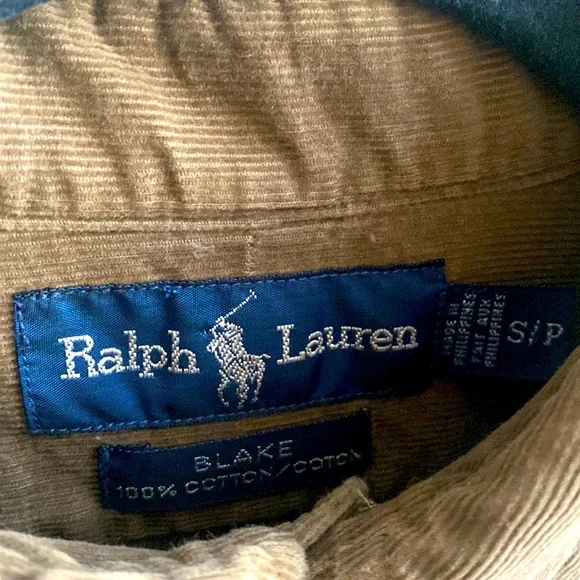 Ralph Lauren
MADE IN
PHILIPPINES
FAIT AUX
PHILIPPINES
S/P
BLAKE
100% COTTON/COTON